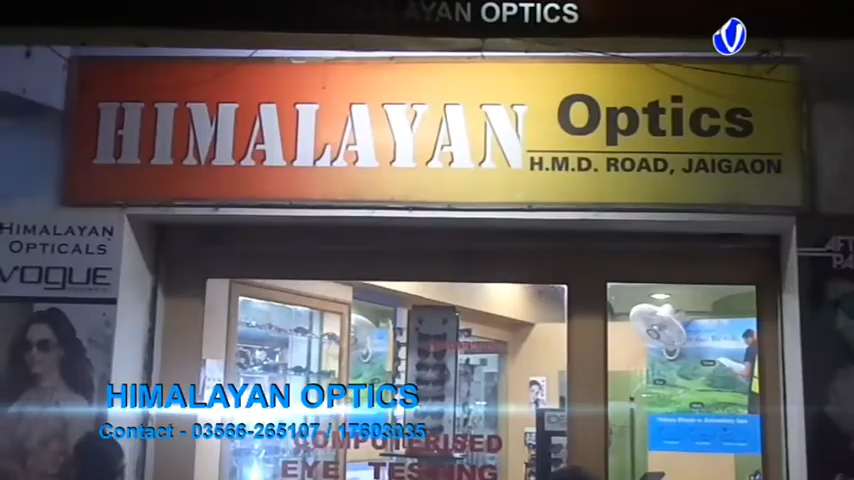 AYAN OPTICS
HIMALAYAN Optics
H.M.D. ROAD, JAIGAON
HIMALAYAN
OPTICALS
VOGUE
HIMALAYAN OPTICS
Contact - 03566-265107 / 17603035
COMPUTERISED
EYE TESTING